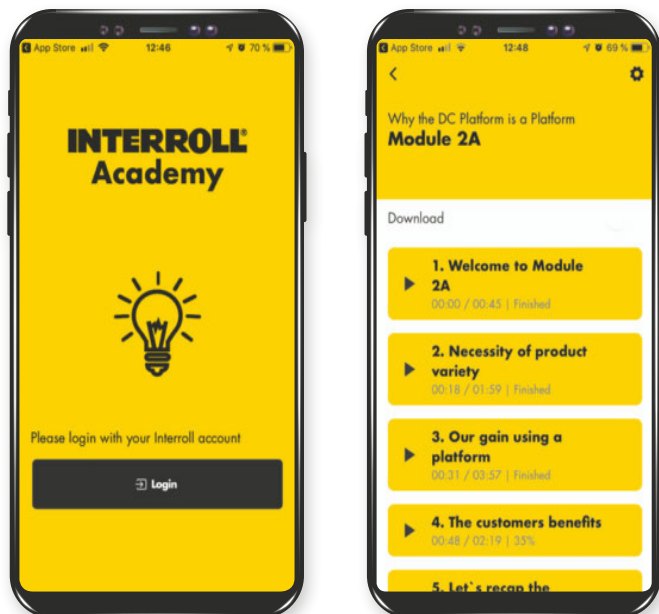 App Store 12:46 70 %
INTERROLL®
Academy
Please login with your Interroll account
Login
App Store 12:48 69 %
Why the DC Platform is a Platform
Module 2A
Download
1. Welcome to Module
2A
00:00 / 00:45 | Finished
2. Necessity of product
variety
00:18 / 01:59 | Finished
3. Our gain using a
platform
00:31 / 03:57 | Finished
4. The customers benefits
00:48 / 02:19 | 35%
5. Let`s recap the